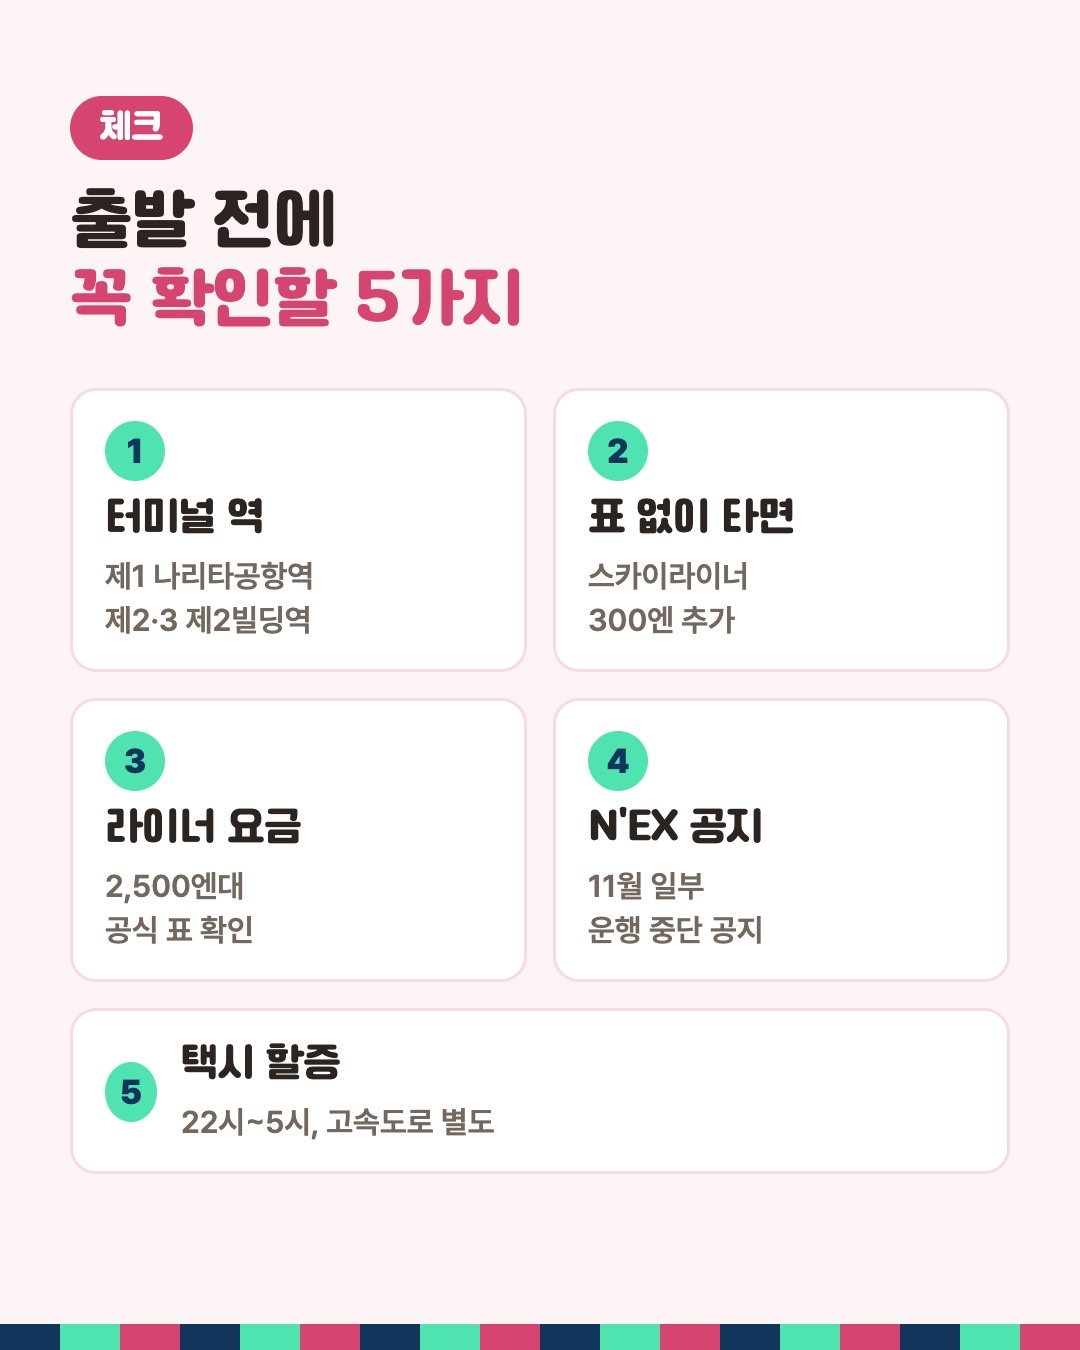 체크
출발 전에
꼭 확인할 5가지
1
터미널 역
제1 나리타공항역
제2·3 제2빌딩역
2
표 없이 타면
스카이라이너
300엔 추가
3
라이너 요금
2,500엔대
공식 표 확인
4
N'EX 공지
11월 일부
운행 중단 공지
5
택시 할증
22시~5시, 고속도로 별도